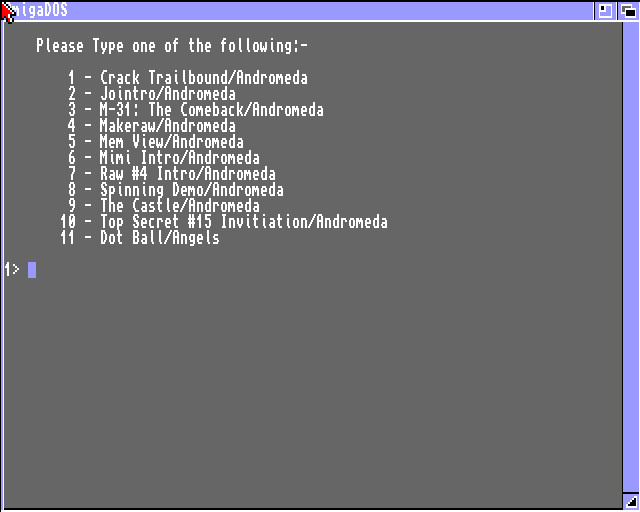 migaDOS
Please Type one of the following:-
1 - Crack Trailbound/Andromeda
2 - Jointro/Andromeda
3 - M-31: The Comeback/Andromeda
4 - Makeraw/Andromeda
5 - Mem View/Andromeda
6 - Mimi Intro/Andromeda
7 - Raw #4 Intro/Andromeda
8 - Spinning Demo/Andromeda
9 - The Castle/Andromeda
10 - Top Secret #15 Invitiation/Andromeda
11 - Dot Ball/Angels
1>